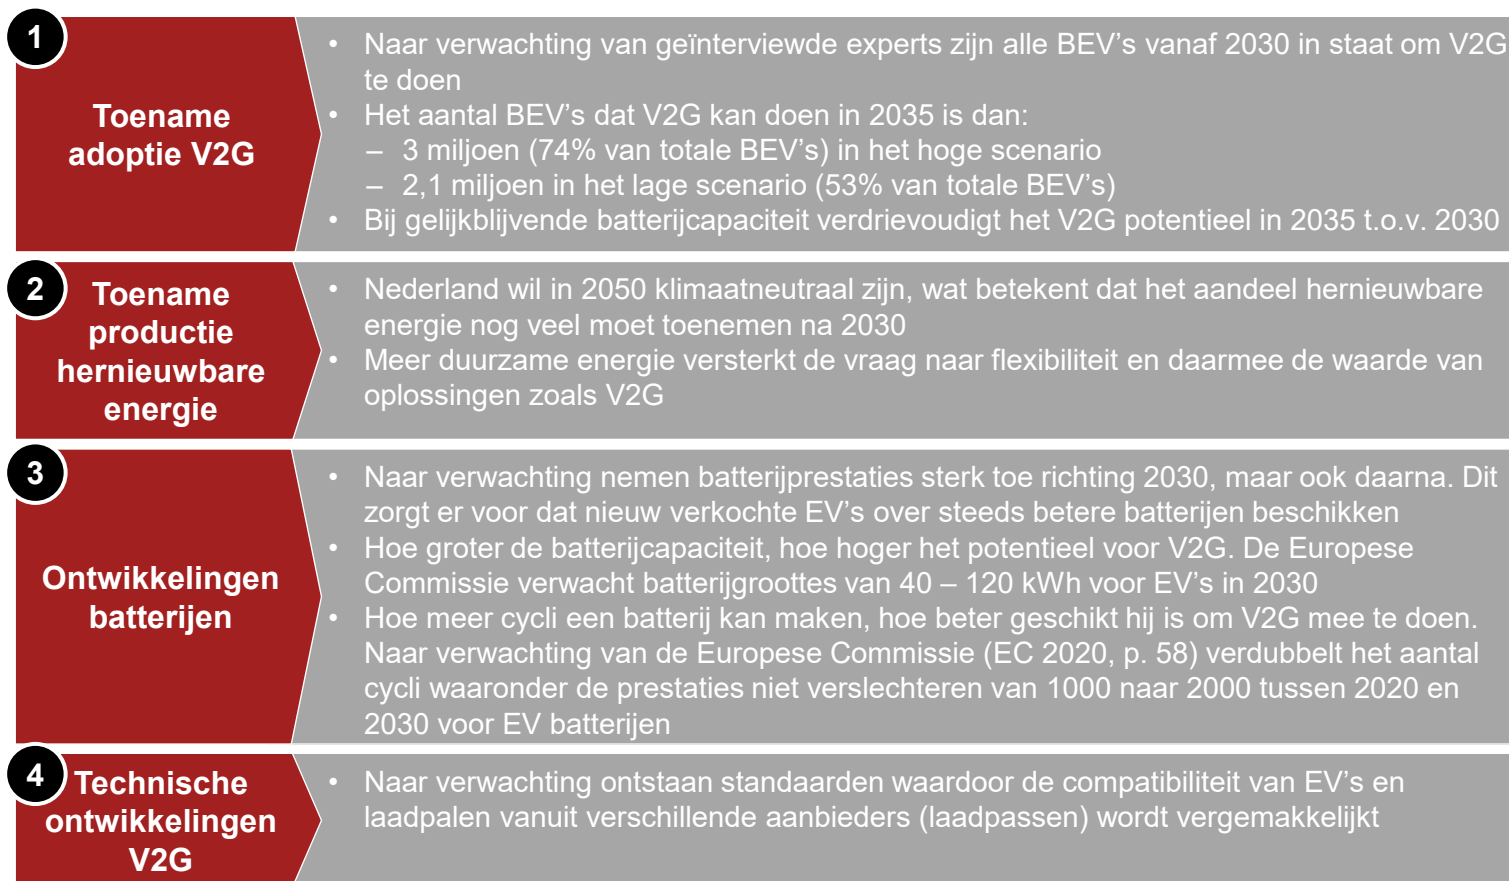 1
Toename
adoptie V2G
• Naar verwachting van geïnterviewde experts zijn alle BEV’s vanaf 2030 in staat om V2G
te doen
• Het aantal BEV’s dat V2G kan doen in 2035 is dan:
– 3 miljoen (74% van totale BEV’s) in het hoge scenario
– 2,1 miljoen in het lage scenario (53% van totale BEV’s)
• Bij gelijkblijvende batterijcapaciteit verdrievoudigt het V2G potentieel in 2035 t.o.v. 2030
2
Toename
productie
hernieuwbare
energie
• Nederland wil in 2050 klimaatneutraal zijn, wat betekent dat het aandeel hernieuwbare
energie nog veel moet toenemen na 2030
• Meer duurzame energie versterkt de vraag naar flexibiliteit en daarmee de waarde van
oplossingen zoals V2G
3
Ontwikkelingen
batterijen
• Naar verwachting nemen batterijprestaties sterk toe richting 2030, maar ook daarna. Dit
zorgt er voor dat nieuw verkochte EV’s over steeds betere batterijen beschikken
• Hoe groter de batterijcapaciteit, hoe hoger het potentieel voor V2G. De Europese
Commissie verwacht batterijgroottes van 40 – 120 kWh voor EV’s in 2030
• Hoe meer cycli een batterij kan maken, hoe beter geschikt hij is om V2G mee te doen.
Naar verwachting van de Europese Commissie (EC 2020, p. 58) verdubbelt het aantal
cycli waaronder de prestaties niet verslechteren van 1000 naar 2000 tussen 2020 en
2030 voor EV batterijen
4
Technische
ontwikkelingen
V2G
• Naar verwachting ontstaan standaarden waardoor de compatibiliteit van EV’s en
laadpalen vanuit verschillende aanbieders (laadpassen) wordt vergemakkelijkt